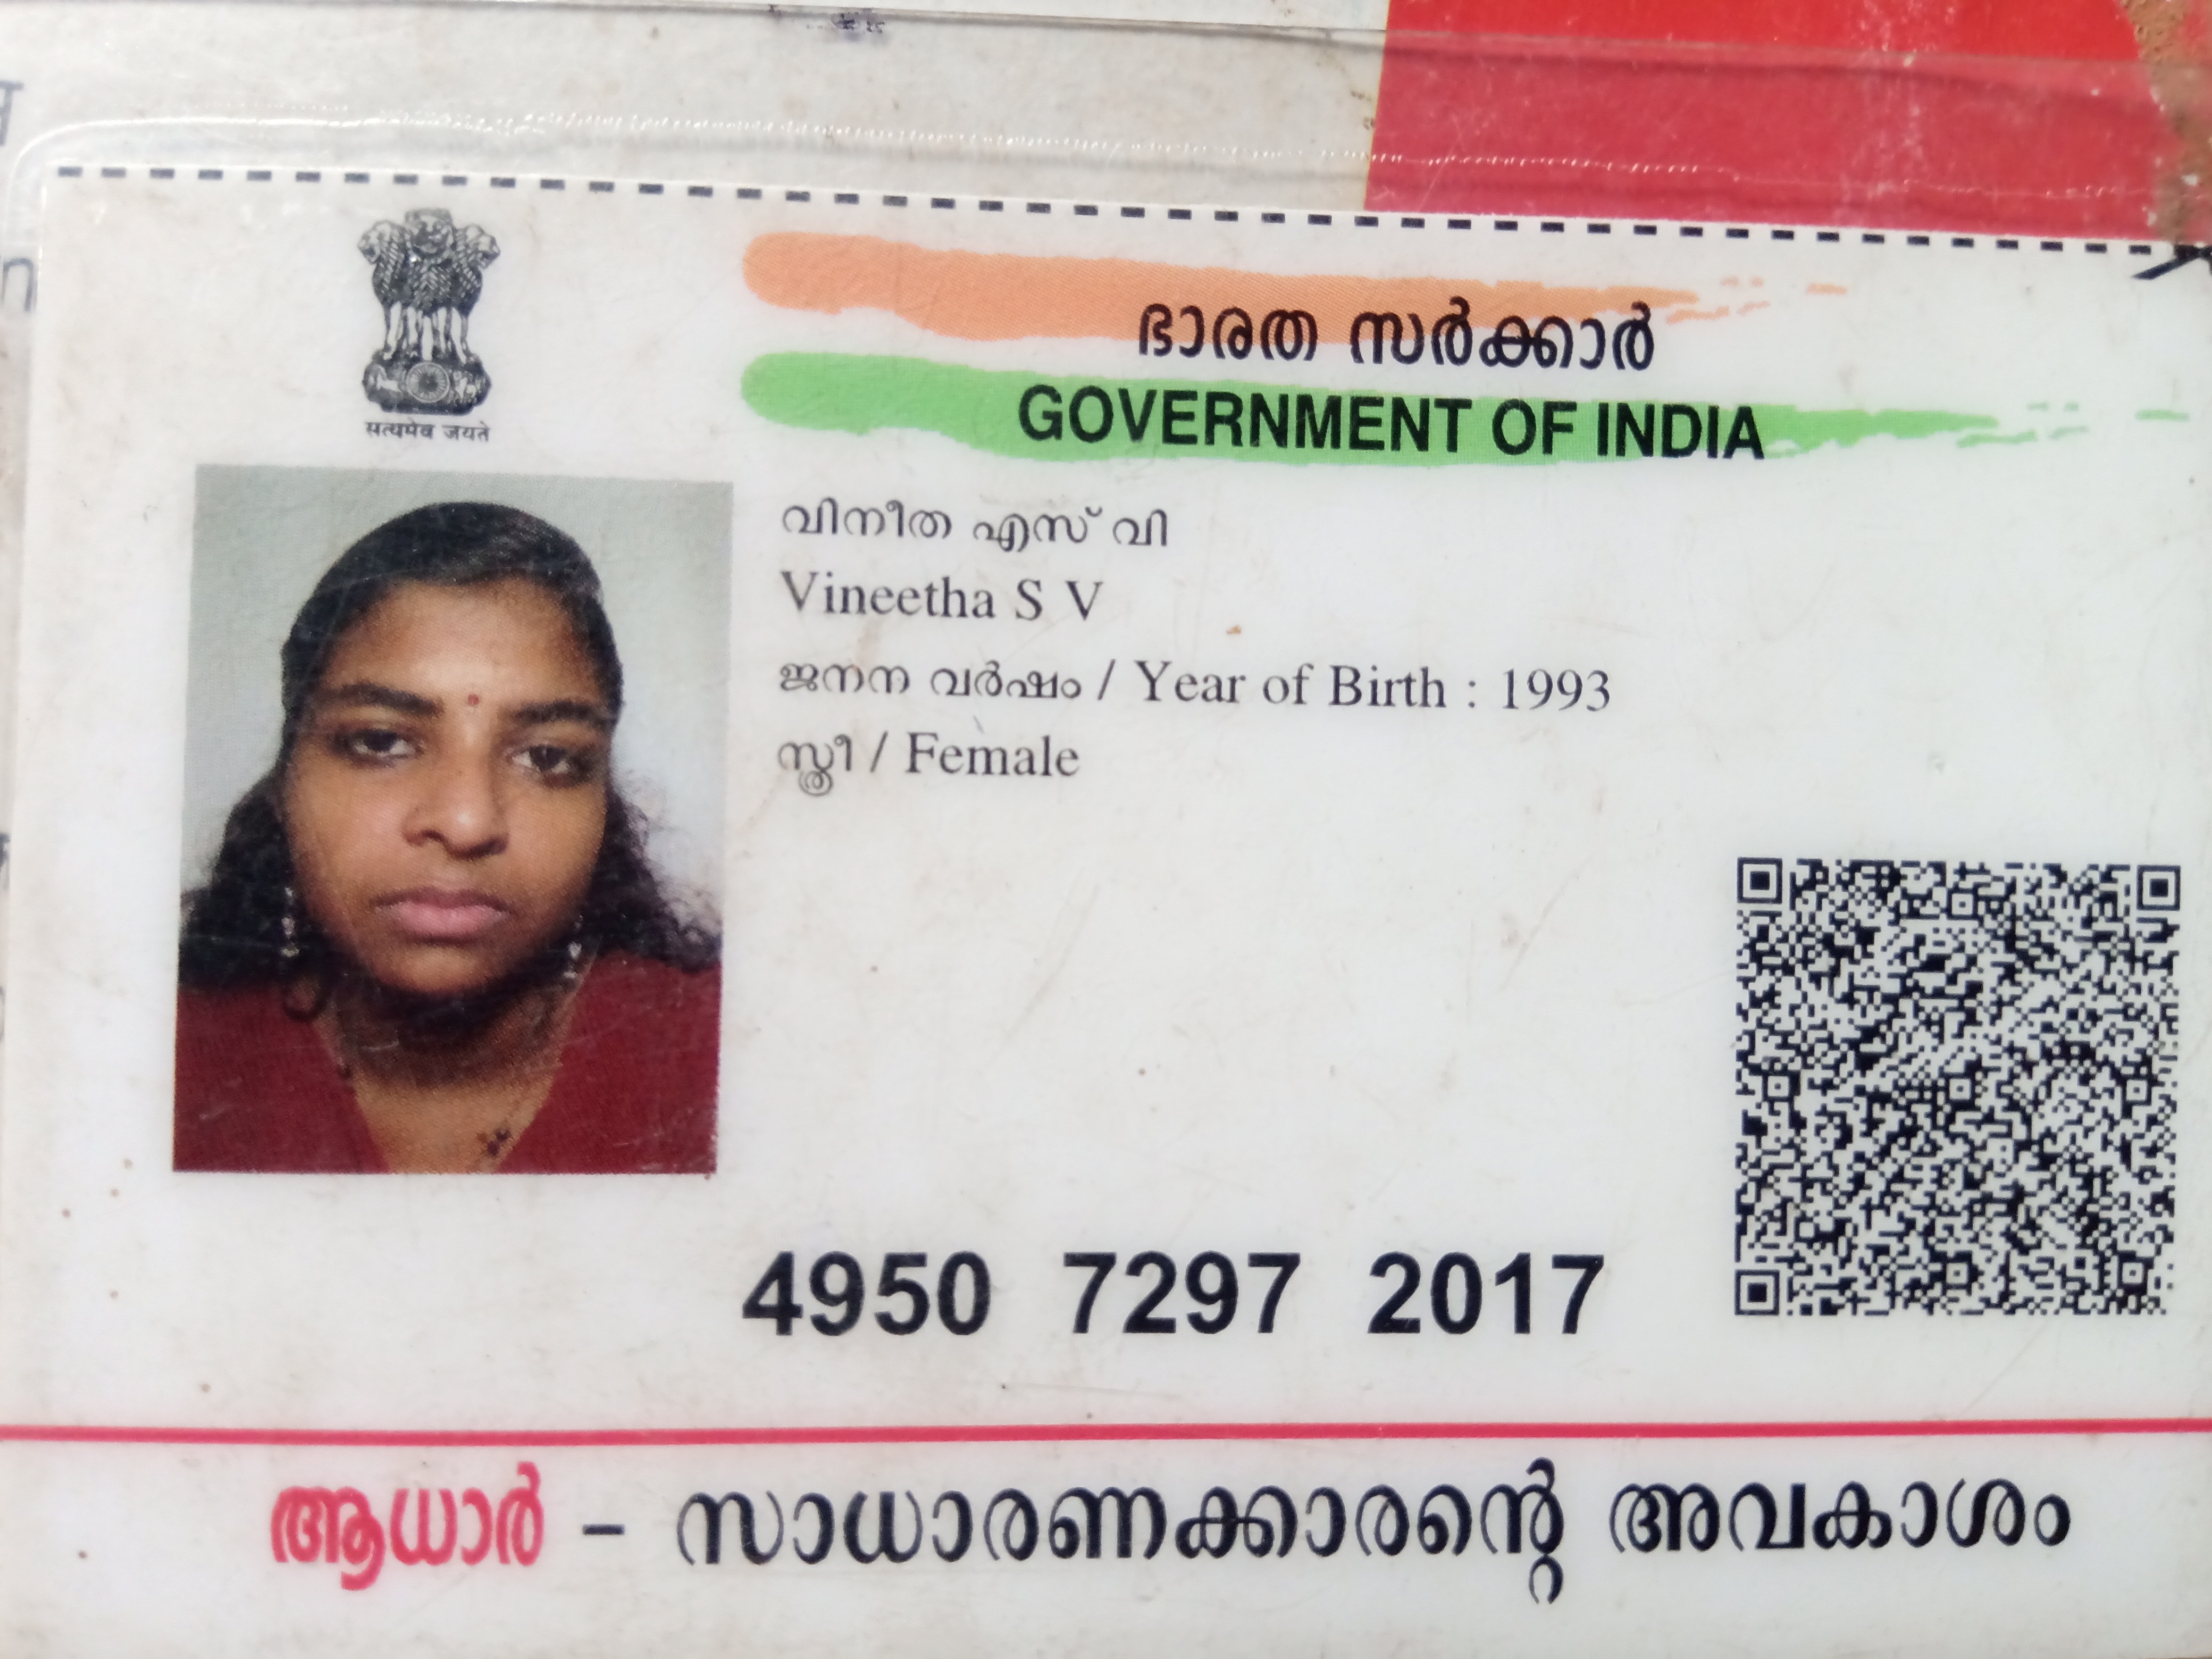 सत्यमेव जयते
ഭാരത സർക്കാർ
GOVERNMENT OF INDIA
വിനീത എസ് വി
Vineetha S V
ജനന വർഷം / Year of Birth : 1993
സ്ത്രീ / Female
4950 7297 2017
ആധാർ – സാധാരണക്കാരന്റെ അവകാശം